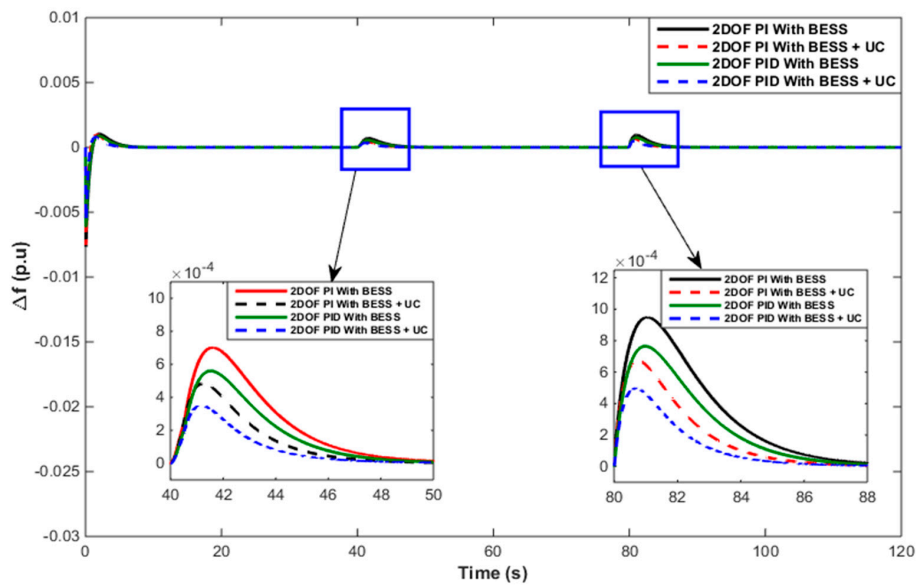 0.01
0.005
0
-0.005
-0.01
-0.015
-0.02
-0.025
-0.03
Δf (p.u)
2DOF PI With BESS
2DOF PI With BESS + UC
2DOF PID With BESS
2DOF PID With BESS + UC
×10-4
10
8
6
4
2
0
2DOF PI With BESS
2DOF PI With BESS + UC
2DOF PID With BESS
2DOF PID With BESS + UC
40 42 44 46 48 50
×10-4
12
10
8
6
4
2
0
2DOF PI With BESS
2DOF PI With BESS + UC
2DOF PID With BESS
2DOF PID With BESS + UC
80 82 84 86 88
0 20 40 60 80 100 120
Time (s)